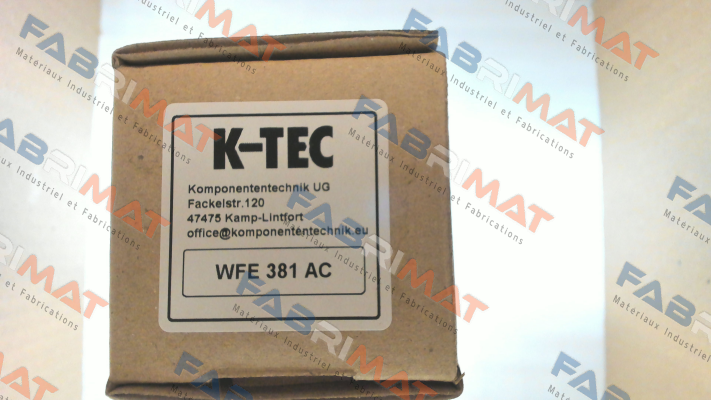 K-TEC
Komponententechnik UG
Fackelstr.120
47475 Kamp-Lintfort
office@komponententechnik.eu
WFE 381 AC
FABRIMAT
Materiaux Industriel et Fabrications